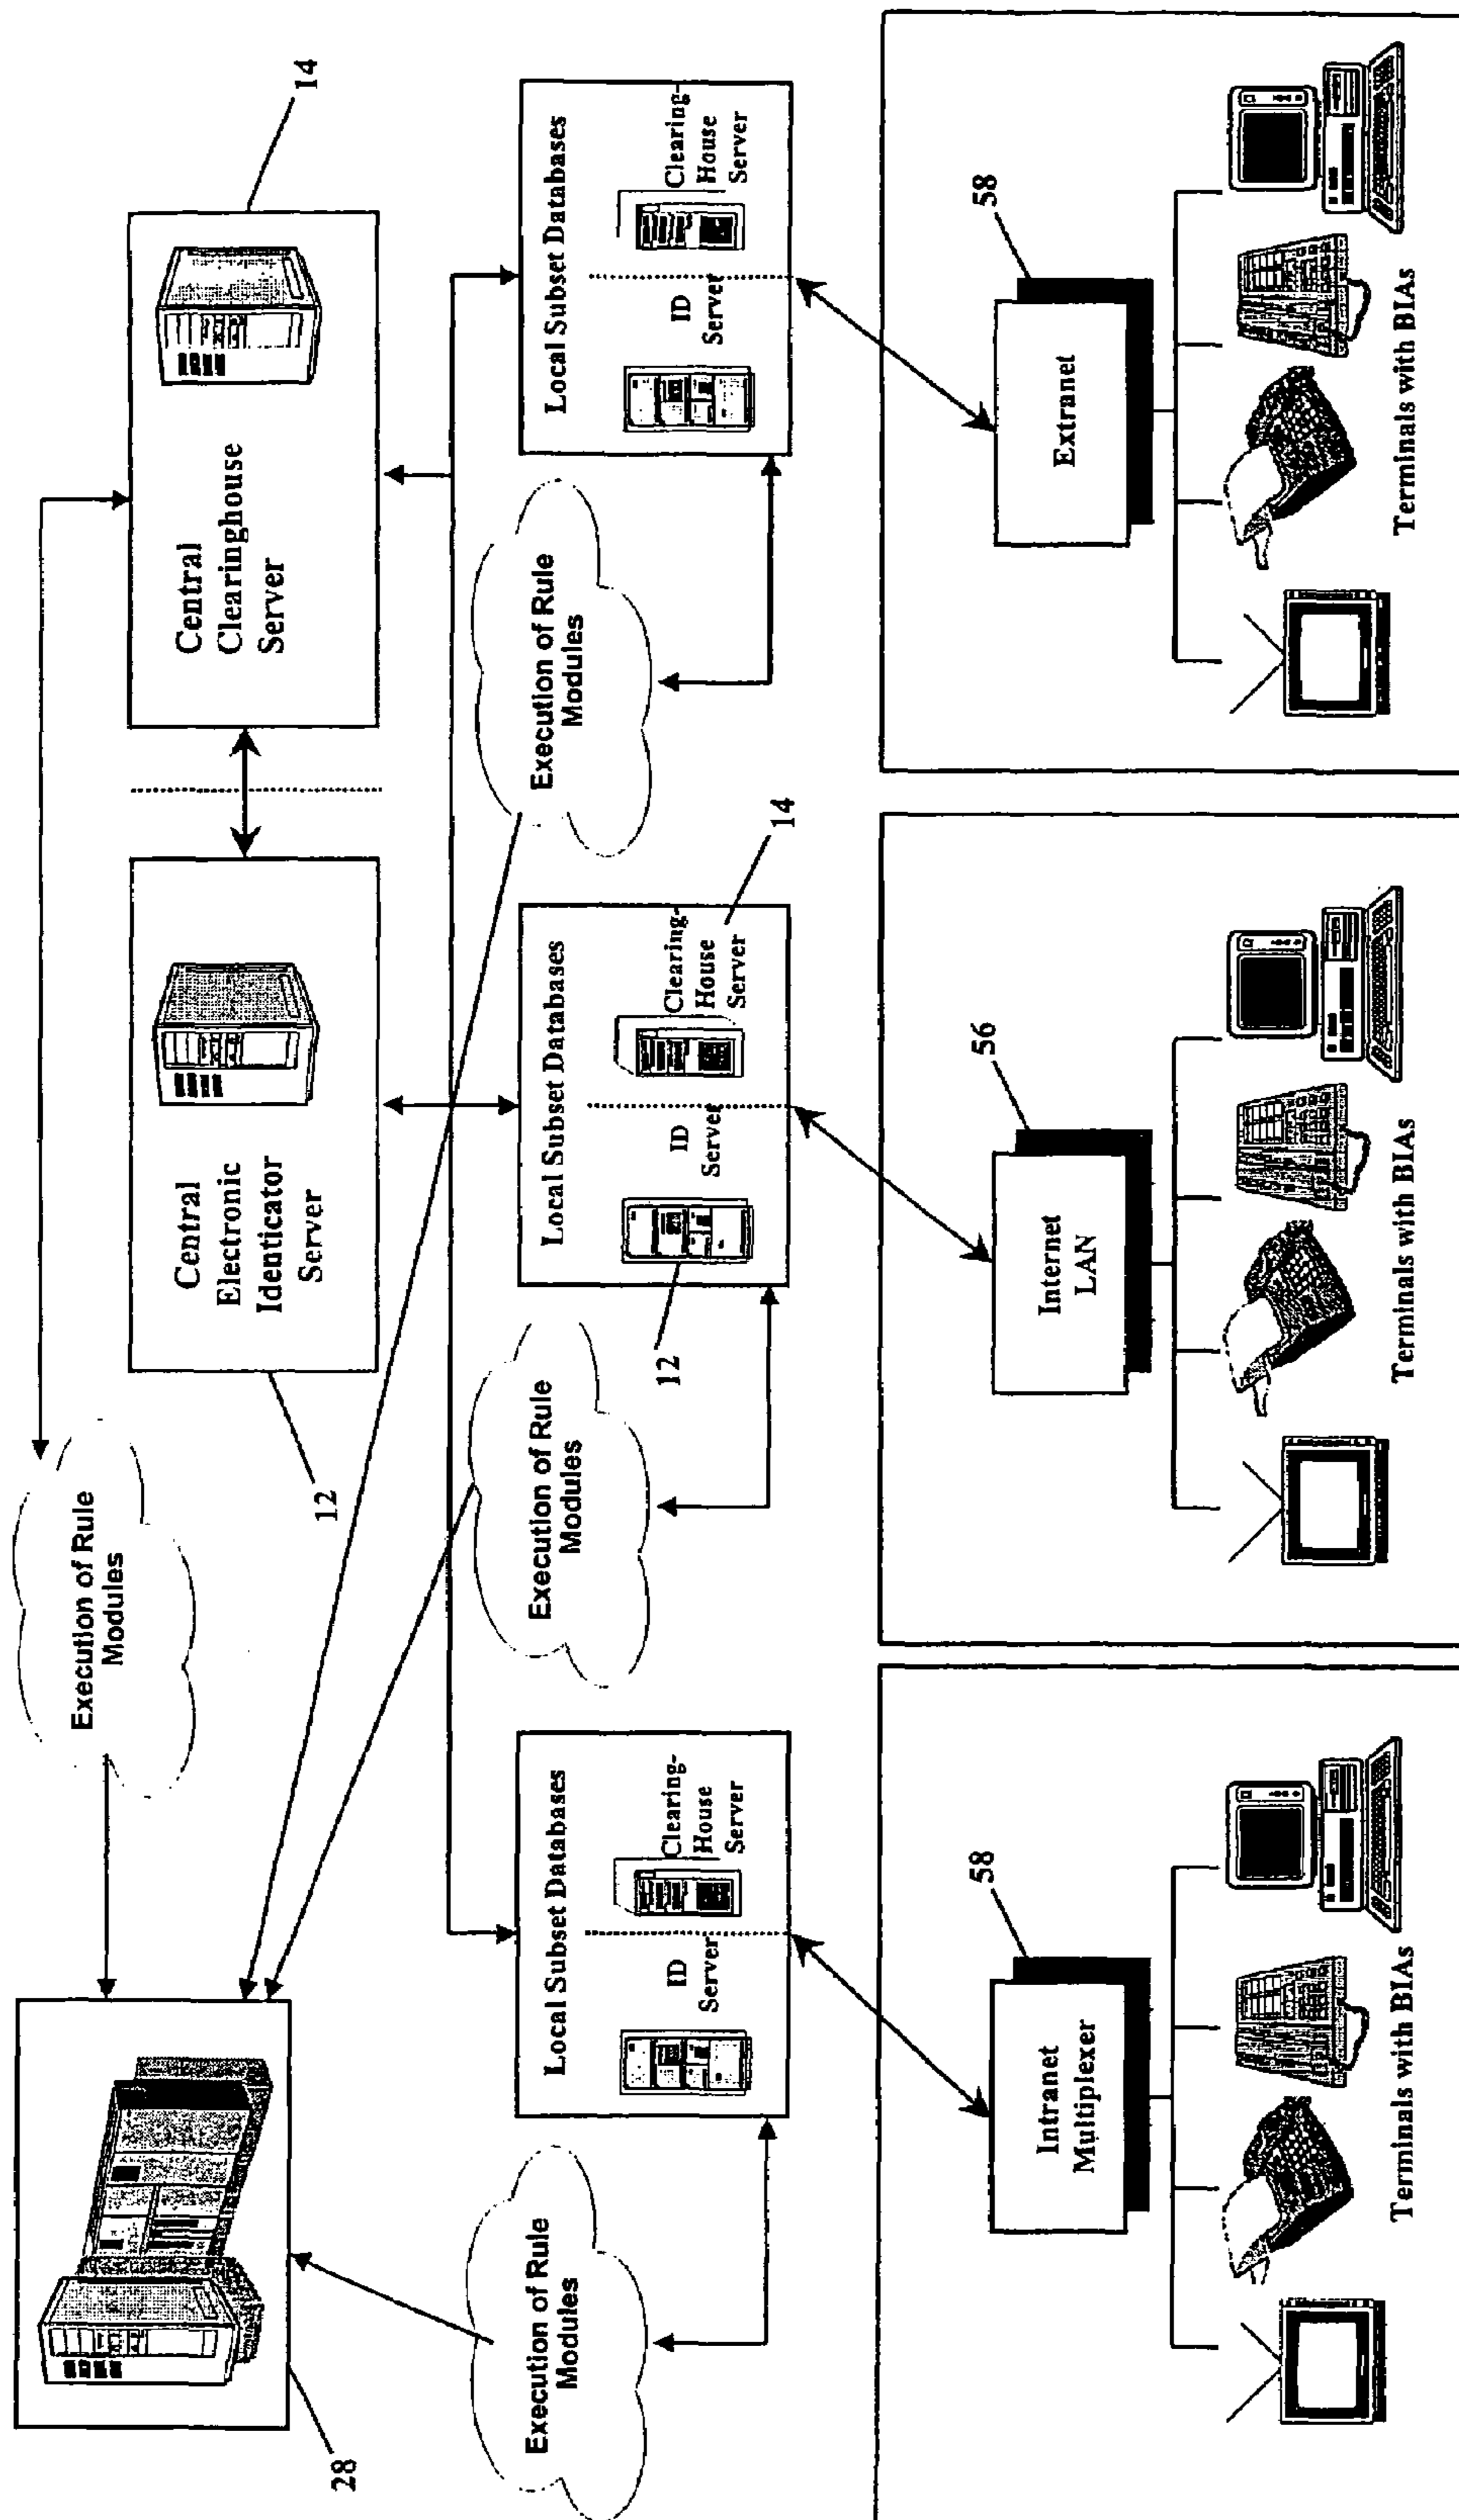 28
Execution of Rule
Modules
12
Central
Electronic
Identicator
Server
Central
Clearinghouse
Server
14
Execution of Rule
Modules
Local Subset Databases
ID
Server
Clearing-
House
Server
Execution of Rule
Modules
12
Local Subset Databases
ID
Server
Clearing-
House
Server
14
Execution of Rule
Modules
Local Subset Databases
ID
Server
Clearing-
House
Server
Intranet
Multiplexer
58
Terminals with BIAs
Internet
LAN
56
Terminals with BIAs
Extranet
58
Terminals with BIAs